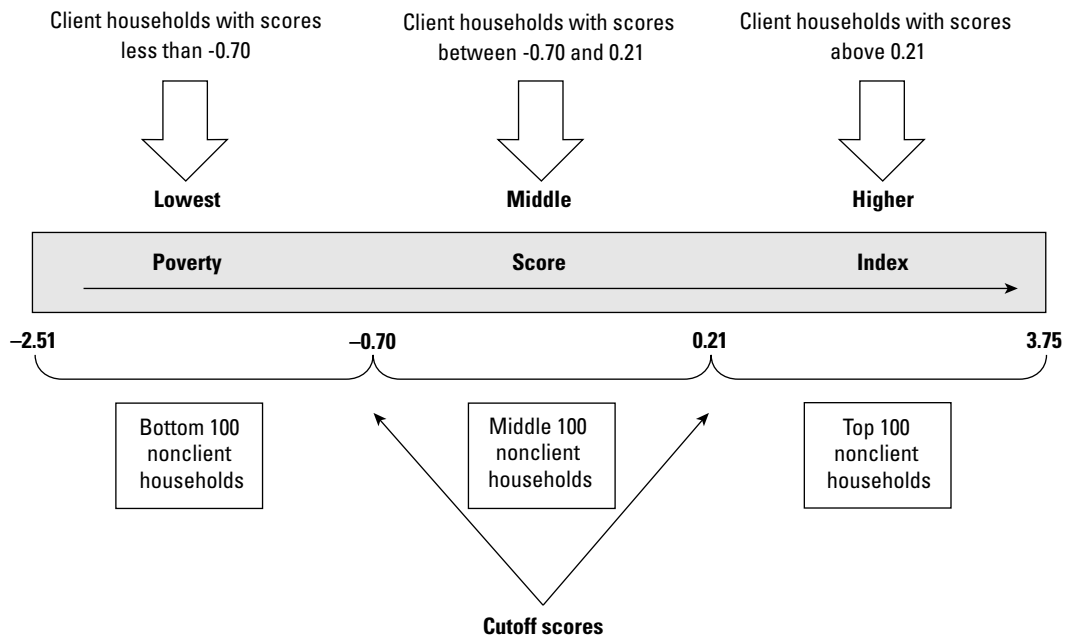 Client households with scores
less than -0.70
Client households with scores
between -0.70 and 0.21
Client households with scores
above 0.21
Lowest
Middle
Higher
Poverty
Score
Index
–2.51
–0.70
0.21
3.75
Bottom 100
nonclient
households
Middle 100
nonclient
households
Top 100
nonclient
households
Cutoff scores